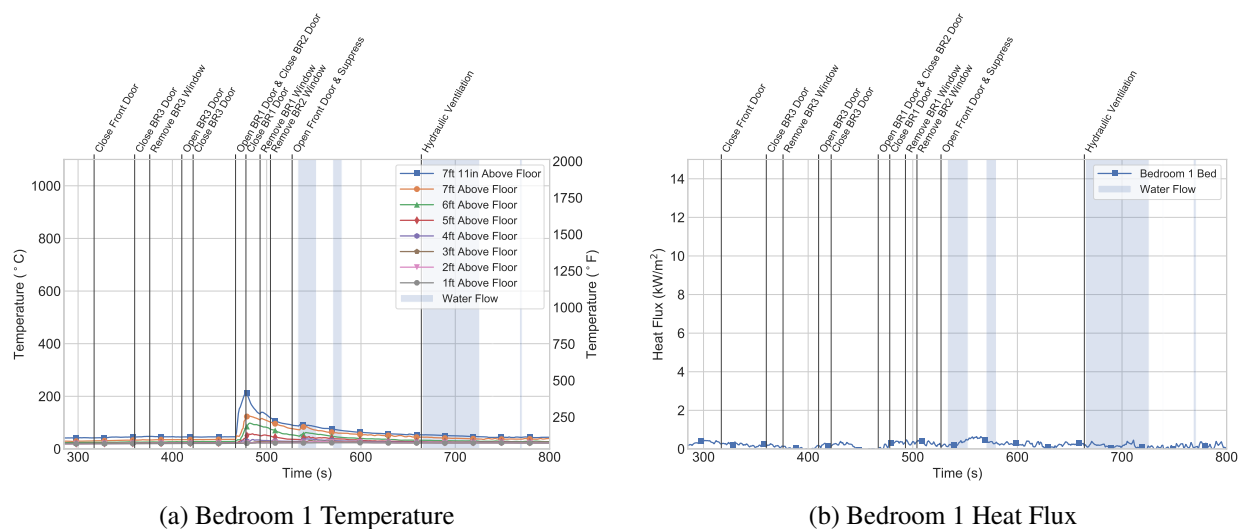 Close Front Door
Close BR3 Door
Remove BR3 Window
Open BR3 Door
Close BR3 Door
Open BR1 Door & Close BR2 Door
Close BR1 Door
Remove BR1 Window
Remove BR2 Window
Open Front Door & Suppress
Hydraulic Ventilation
1000
800
600
400
200
0
Temperature (°C)
2000
1750
1500
1250
1000
750
500
250
0
Temperature (°F)
7ft 11in Above Floor
7ft Above Floor
6ft Above Floor
5ft Above Floor
4ft Above Floor
3ft Above Floor
2ft Above Floor
1ft Above Floor
Water Flow
300 400 500 600 700 800
Time (s)
(a) Bedroom 1 Temperature
Close Front Door
Close BR3 Door
Remove BR3 Window
Open BR3 Door
Close BR3 Door
Open BR1 Door & Close BR2 Door
Close BR1 Door
Remove BR1 Window
Remove BR2 Window
Open Front Door & Suppress
Hydraulic Ventilation
14
12
10
8
6
4
2
0
Heat Flux (kW/m²)
Bedroom 1 Bed
Water Flow
300 400 500 600 700 800
Time (s)
(b) Bedroom 1 Heat Flux